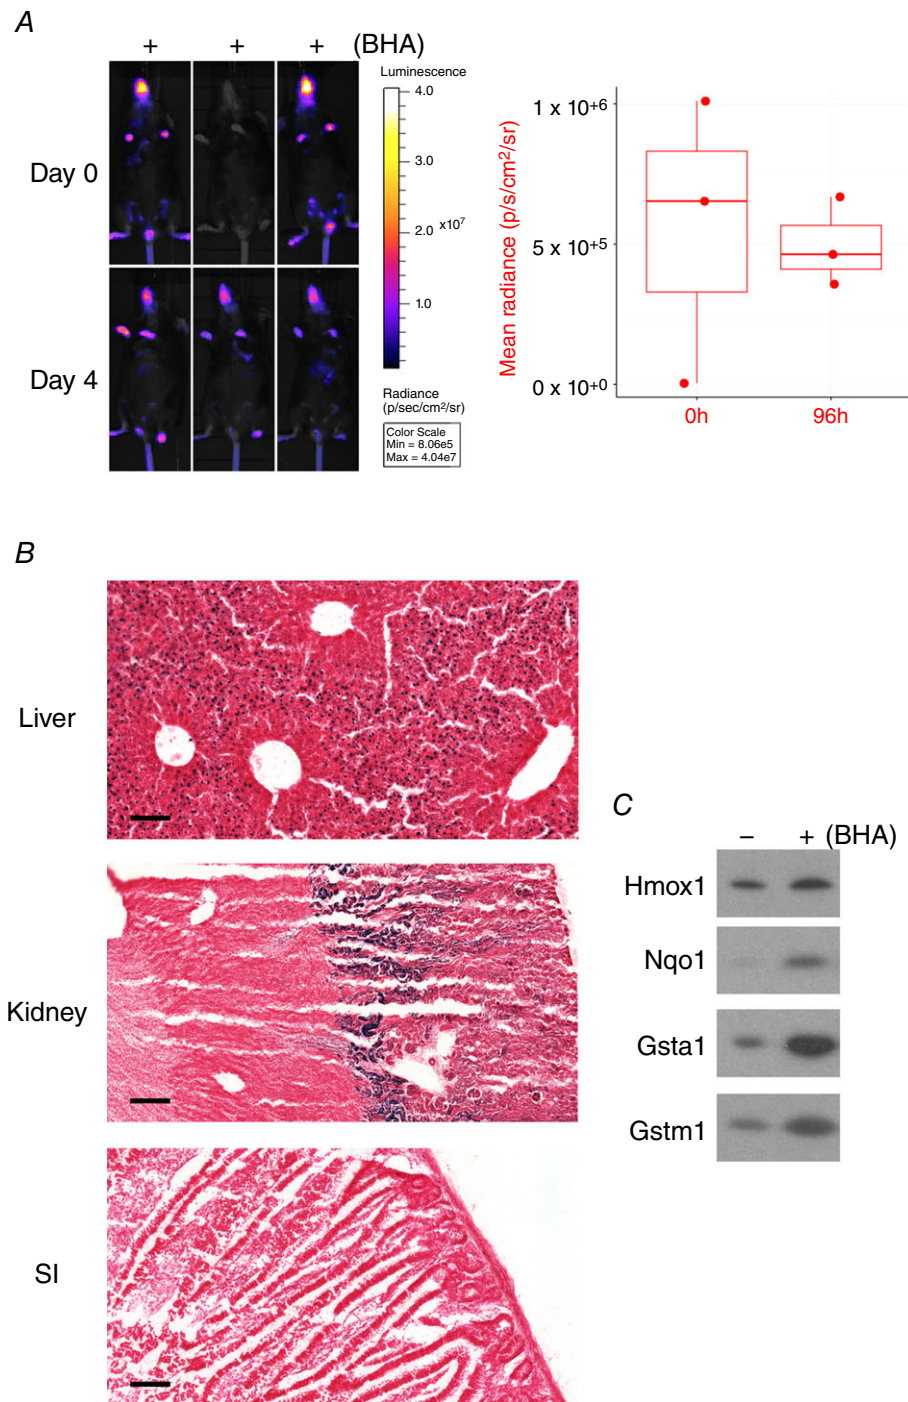 A
+ + + (BHA)
Day 0
Day 4
Luminescence
4.0
3.0
2.0
x10⁷
1.0
Radiance
(p/sec/cm²/sr)
Color Scale
Min = 8.06e5
Max = 4.04e7
Mean radiance (p/s/cm2/sr)
1 x 10⁺⁶
5 x 10⁺⁵
0 x 10⁺⁰
0h 96h
B
Liver
Kidney
SI
C
− + (BHA)
Hmox1
Nqo1
Gsta1
Gstm1